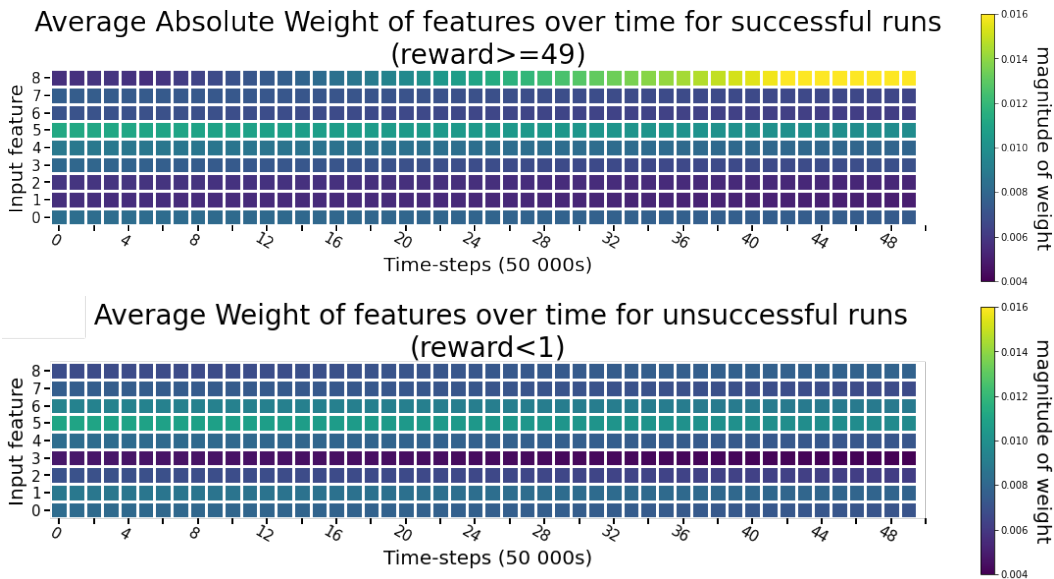 Average Absolute Weight of features over time for successful runs
(reward>=49)
Input feature
8
7
6
5
4
3
2
1
0
0 4 8 12 16 20 24 28 32 36 40 44 48
Time-steps (50 000s)
0.016
0.014
0.012
0.010
0.008
0.006
0.004
magnitude of weight
Average Weight of features over time for unsuccessful runs
(reward<1)
Input feature
8
7
6
5
4
3
2
1
0
0 4 8 12 16 20 24 28 32 36 40 44 48
Time-steps (50 000s)
0.016
0.014
0.012
0.010
0.008
0.006
0.004
magnitude of weight